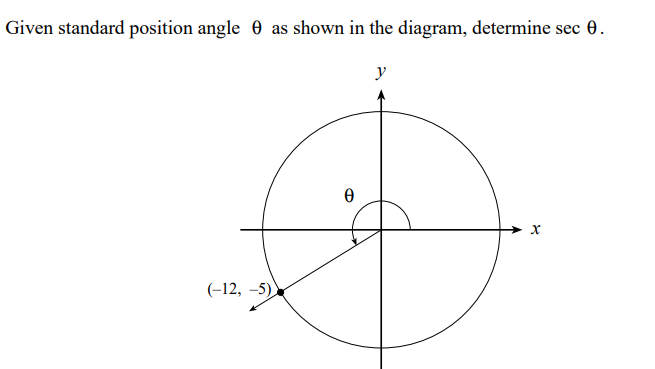 Given standard position angle θ as shown in the diagram, determine sec θ.
y
θ
x
(–12, –5)